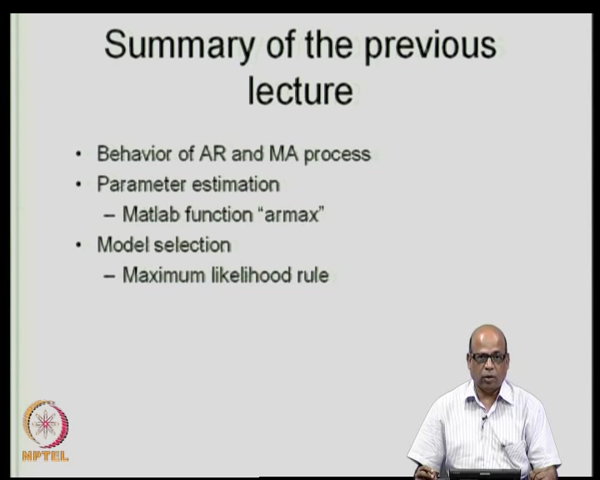 Summary of the previous
lecture
• Behavior of AR and MA process
• Parameter estimation
– Matlab function “armax”
• Model selection
– Maximum likelihood rule
NPTEL